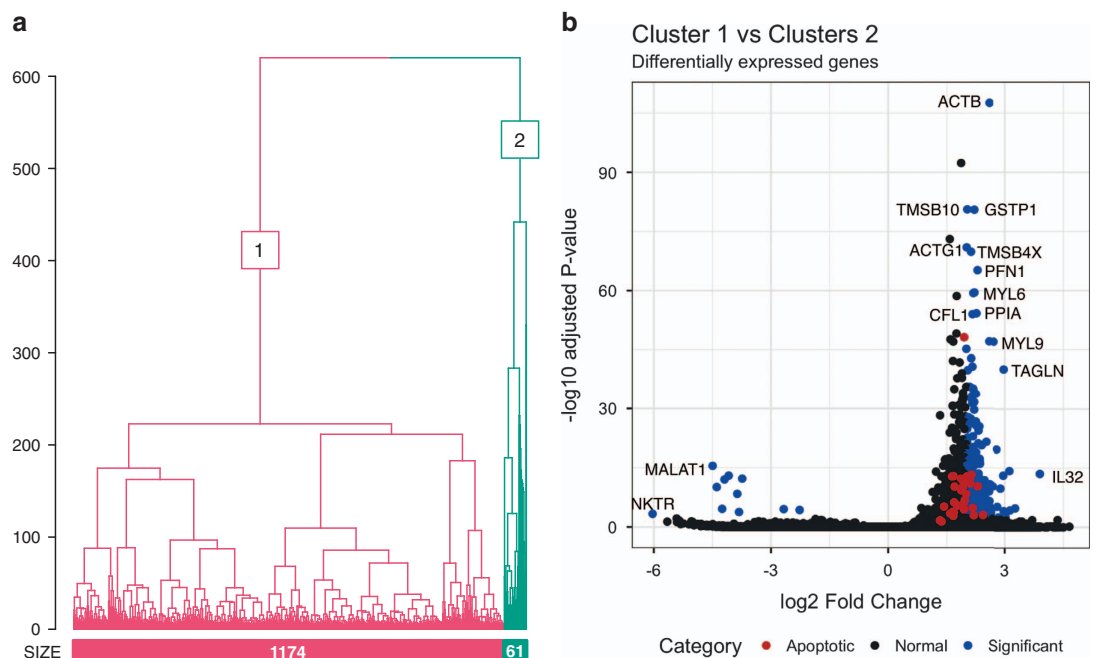 a
600
500
400
300
200
100
0
2
1
SIZE 1174 61
b
Cluster 1 vs Clusters 2
Differentially expressed genes
-log10 adjusted P-value
90
60
30
0
ACTB
TMSB10 GSTP1
ACTG1 TMSB4X
PFN1
MYL6
CFL1 PPIA
MYL9
TAGLN
MALAT1
IL32
NKTR
-6 -3 0 3
log2 Fold Change
Category Apoptotic Normal Significant